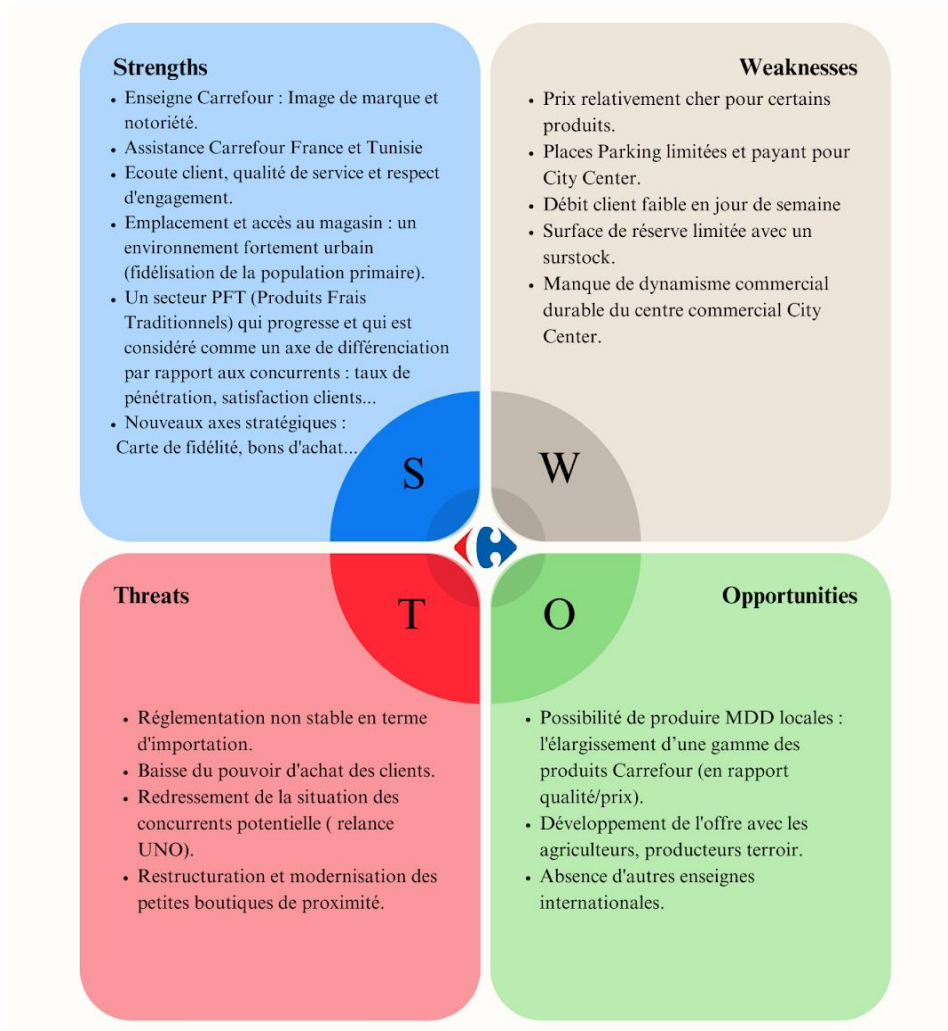 Strengths
• Enseigne Carrefour : Image de marque et
notoriété.
• Assistance Carrefour France et Tunisie
• Ecoute client, qualité de service et respect
d'engagement.
• Emplacement et accès au magasin : un
environnement fortement urbain
(fidélisation de la population primaire).
• Un secteur PFT (Produits Frais
Traditionnels) qui progresse et qui est
considéré comme un axe de différenciation
par rapport aux concurrents : taux de
pénétration, satisfaction clients...
• Nouveaux axes stratégiques :
Carte de fidélité, bons d'achat...
S
Weaknesses
• Prix relativement cher pour certains
produits.
• Places Parking limitées et payant pour
City Center.
• Débit client faible en jour de semaine
• Surface de réserve limitée avec un
surstock.
• Manque de dynamisme commercial
durable du centre commercial City
Center.
W
Threats
T
• Réglementation non stable en terme
d'importation.
• Baisse du pouvoir d'achat des clients.
• Redressement de la situation des
concurrents potentielle ( relance
UNO).
• Restructuration et modernisation des
petites boutiques de proximité.
Opportunities
O
• Possibilité de produire MDD locales :
l'élargissement d’une gamme des
produits Carrefour (en rapport
qualité/prix).
• Développement de l'offre avec les
agriculteurs, producteurs terroir.
• Absence d'autres enseignes
internationales.